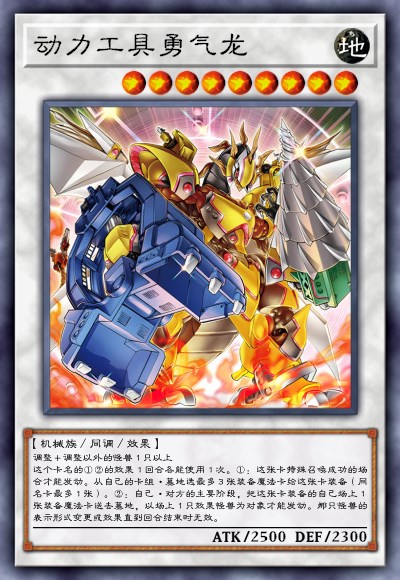 动力工具勇气龙
地
【机械族／同调／效果】
调整＋调整以外的怪兽1只以上
这个卡名的①②的效果1回合各能使用1次。①：这张卡特殊召唤成功的场
合才能发动。从自己的卡组·墓地选最多3张装备魔法卡给这张卡装备（同
名卡最多1张）。②：自己·对方的主要阶段，把这张卡装备的自己场上1
张装备魔法卡送去墓地，以场上1只效果怪兽为对象才能发动。那只怪兽的
表示形式变更或效果直到回合结束时无效。
ATK/2500 DEF/2300